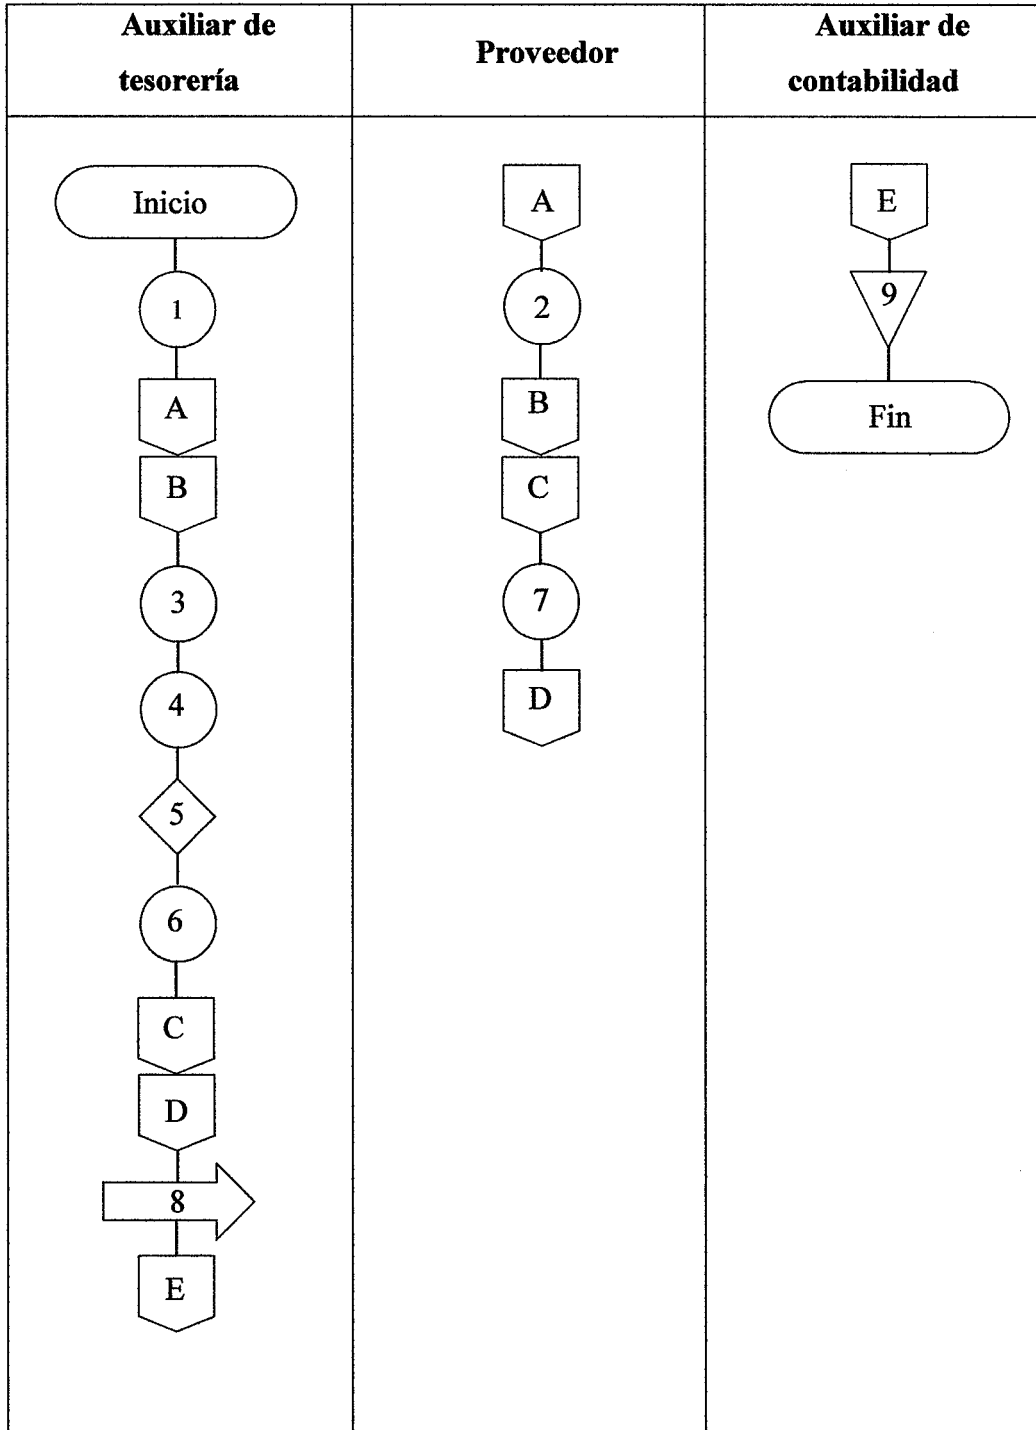 Auxiliar de
tesorería
Proveedor
Auxiliar de
contabilidad
Inicio
1
A
B
3
4
5
6
C
D
8
E
A
2
B
C
7
D
E
9
Fin